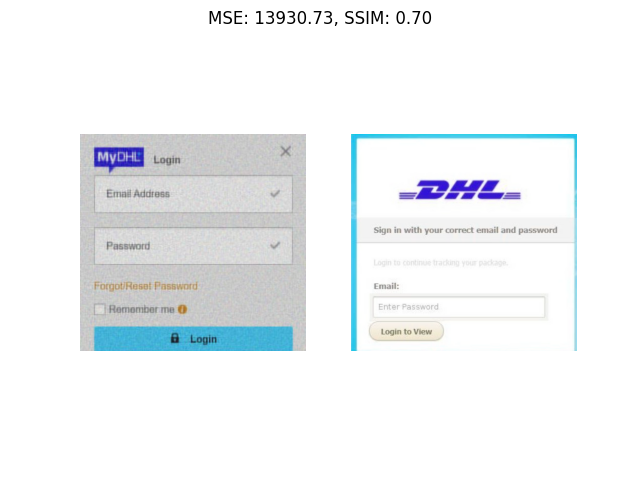 MSE: 13930.73, SSIM: 0.70
MyDHL
Login
Email Address
Password
Forgot/Reset Password
Remember me i
Login
DHL
Sign in with your correct email and password
Login to continue tracking your package.
Email:
Enter Password
Login to View